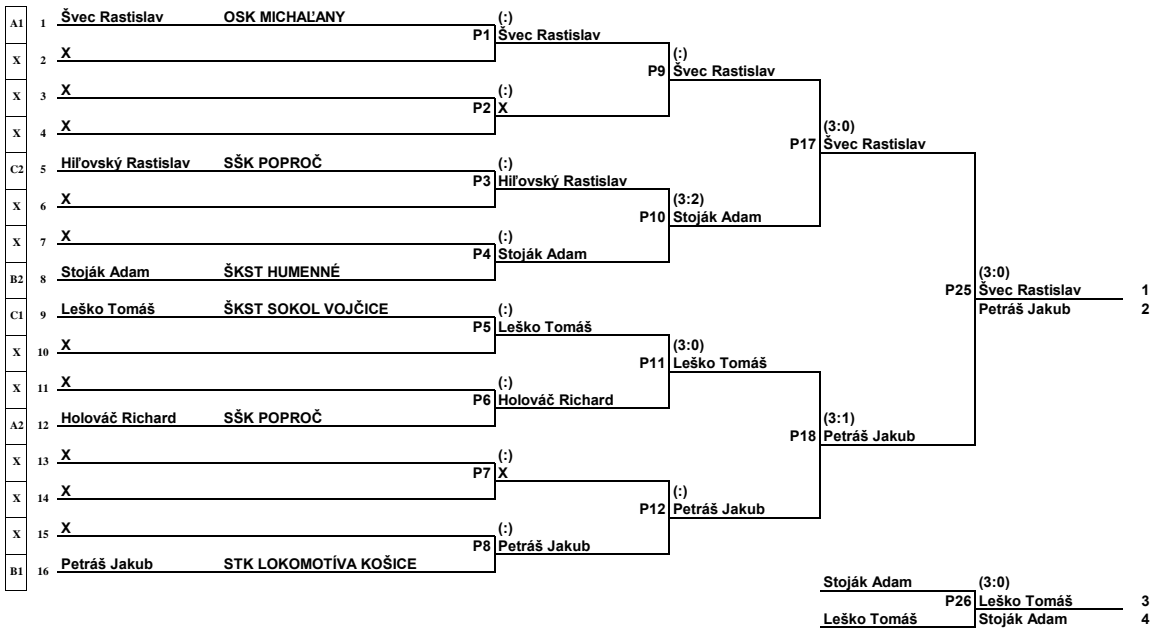 A1 1 Švec Rastislav OSK MICHAĽANY (:)
P1 Švec Rastislav
X 2 X (:)
P9 Švec Rastislav
X 3 X (:)
P2 X
X 4 X (3:0)
P17 Švec Rastislav
C2 5 Hiľovský Rastislav SŠK POPROČ (:)
P3 Hiľovský Rastislav
X 6 X (3:2)
P10 Stoják Adam
X 7 X (:)
P4 Stoják Adam
B2 8 Stoják Adam ŠKST HUMENNÉ (3:0)
P25 Švec Rastislav 1
C1 9 Leško Tomáš ŠKST SOKOL VOJČICE (:) Petráš Jakub 2
P5 Leško Tomáš
X 10 X (3:0)
P11 Leško Tomáš
X 11 X (:)
P6 Holováč Richard
A2 12 Holováč Richard SŠK POPROČ (3:1)
P18 Petráš Jakub
X 13 X (:)
P7 X
X 14 X (:)
P12 Petráš Jakub
X 15 X (:)
P8 Petráš Jakub
B1 16 Petráš Jakub STK LOKOMOTÍVA KOŠICE
Stoják Adam (3:0)
P26 Leško Tomáš 3
Leško Tomáš Stoják Adam 4